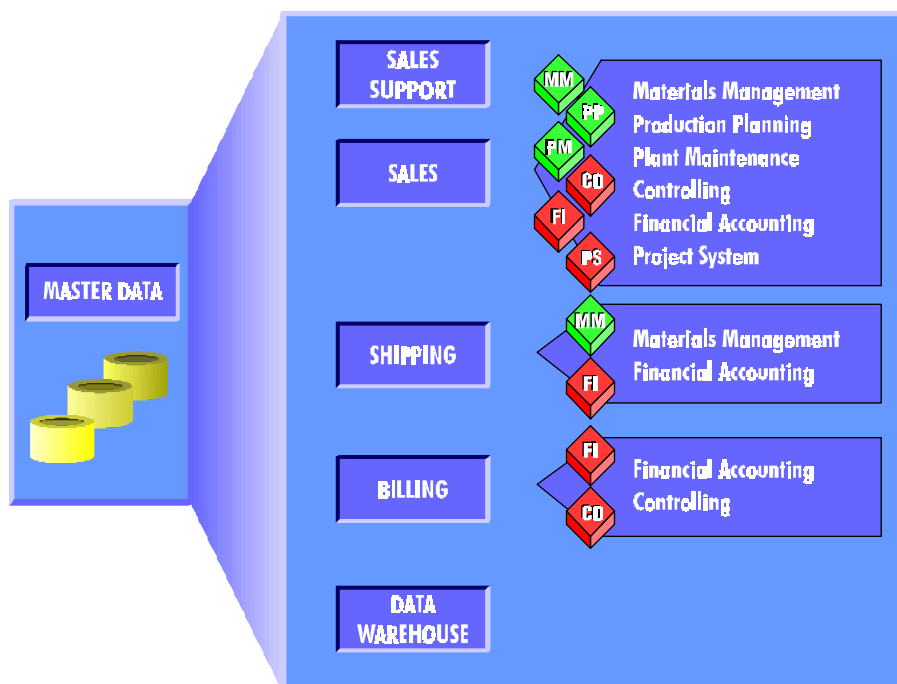 SALES
SUPPORT
MM
PP
PM
CO
FI
PS
Materials Management
Production Planning
Plant Maintenance
Controlling
Financial Accounting
Project System
SALES
MASTER DATA
SHIPPING
MM
FI
Materials Management
Financial Accounting
BILLING
FI
CO
Financial Accounting
Controlling
DATA
WAREHOUSE